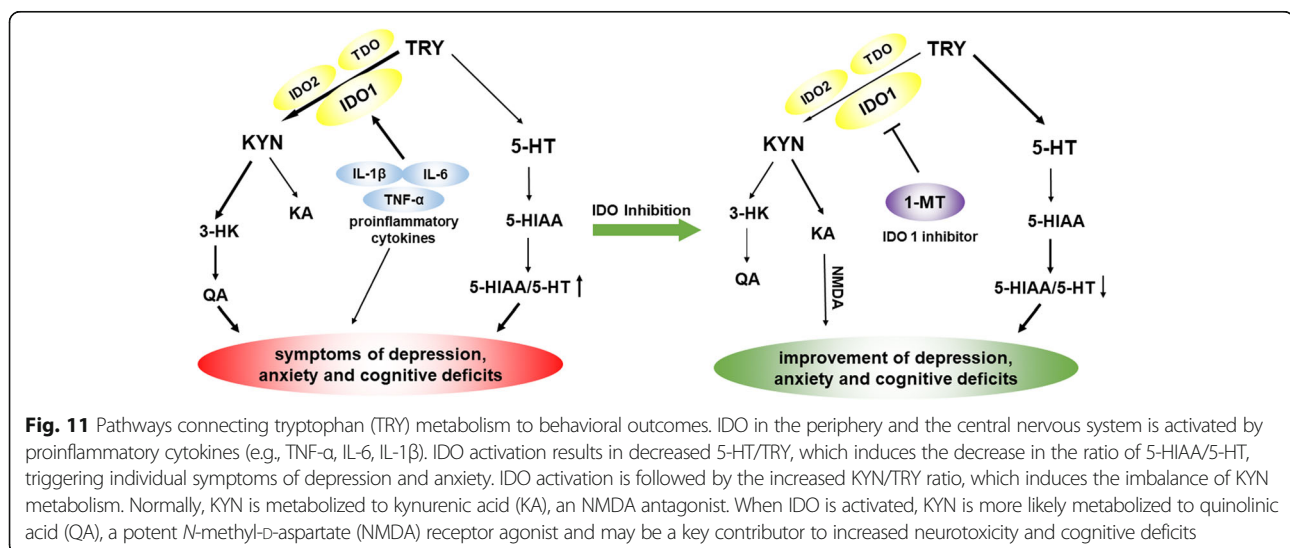 TRY
TDO
IDO2
IDO1
KYN
5-HT
IL-1β
IL-6
TNF-α
proinflammatory
cytokines
KA
3-HK
5-HIAA
QA
5-HIAA/5-HT
symptoms of depression,
anxiety and cognitive deficits
IDO Inhibition
TRY
TDO
IDO2
IDO1
KYN
5-HT
1-MT
IDO 1 inhibitor
3-HK
KA
5-HIAA
QA
NMDA
5-HIAA/5-HT
improvement of depression,
anxiety and cognitive deficits
Fig. 11 Pathways connecting tryptophan (TRY) metabolism to behavioral outcomes. IDO in the periphery and the central nervous system is activated by
proinflammatory cytokines (e.g., TNF-α, IL-6, IL-1β). IDO activation results in decreased 5-HT/TRY, which induces the decrease in the ratio of 5-HIAA/5-HT,
triggering individual symptoms of depression and anxiety. IDO activation is followed by the increased KYN/TRY ratio, which induces the imbalance of KYN
metabolism. Normally, KYN is metabolized to kynurenic acid (KA), an NMDA antagonist. When IDO is activated, KYN is more likely metabolized to quinolinic
acid (QA), a potent N-methyl-D-aspartate (NMDA) receptor agonist and may be a key contributor to increased neurotoxicity and cognitive deficits